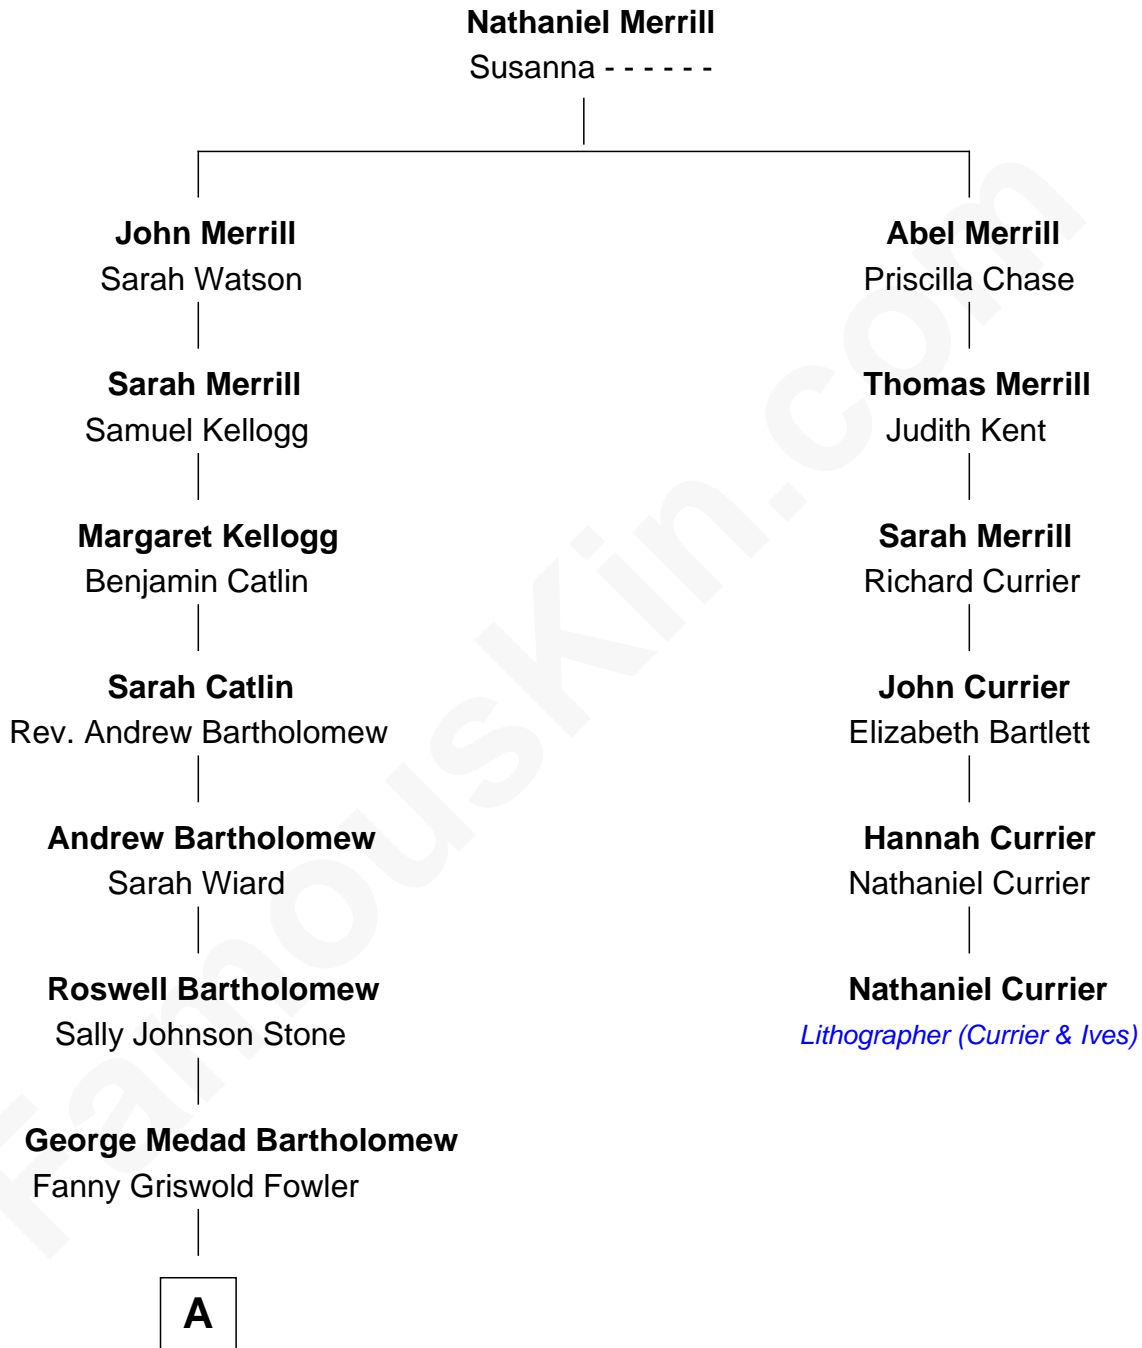 Nathaniel Merrill
Susanna - - - - - -
John Merrill
Sarah Watson
Sarah Merrill
Samuel Kellogg
Margaret Kellogg
Benjamin Catlin
Sarah Catlin
Rev. Andrew Bartholomew
Andrew Bartholomew
Sarah Wiard
Roswell Bartholomew
Sally Johnson Stone
George Medad Bartholomew
Fanny Griswold Fowler
A
Abel Merrill
Priscilla Chase
Thomas Merrill
Judith Kent
Sarah Merrill
Richard Currier
John Currier
Elizabeth Bartlett
Hannah Currier
Nathaniel Currier
Nathaniel Currier
Lithographer (Currier & Ives)
FamousKin.com